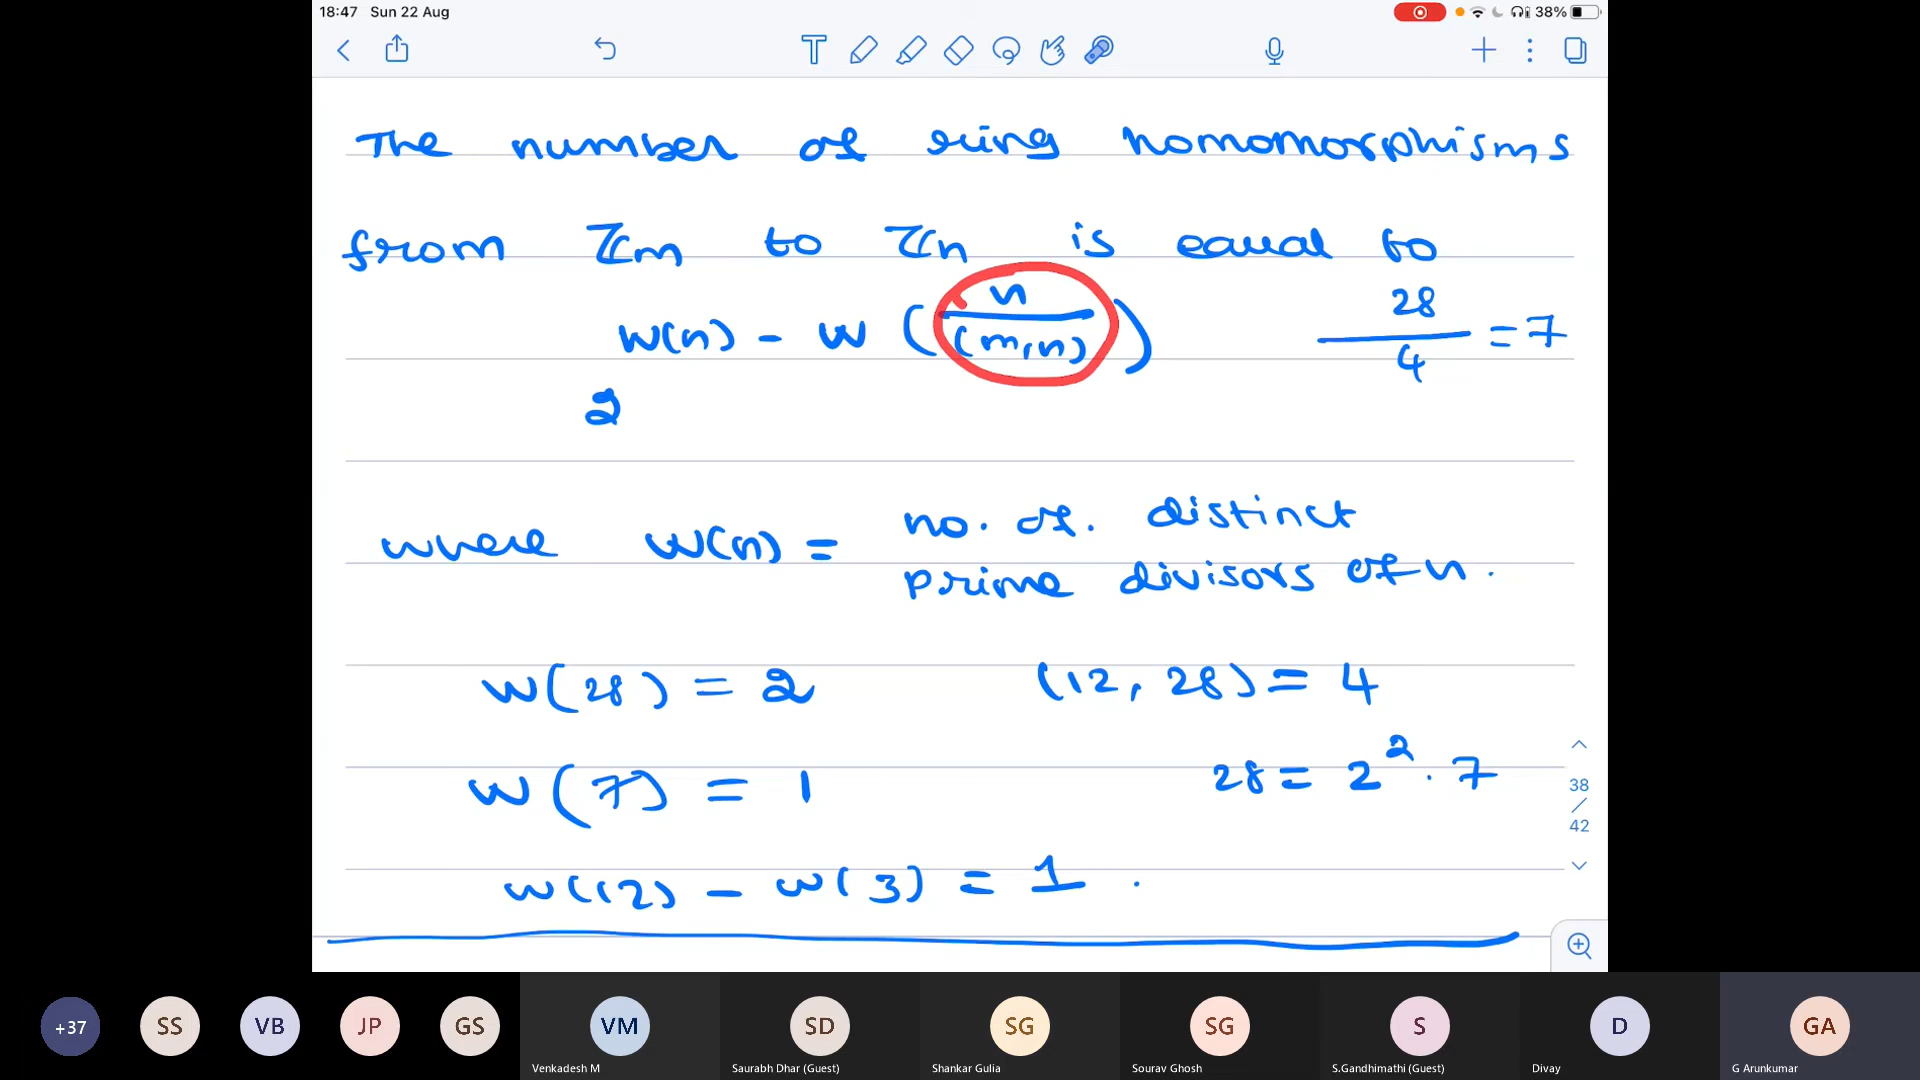 18:47 Sun 22 Aug
38%
The number of ring homomorphisms
from ℤm to ℤn is equal to
2^{w(n) - w(n/(m,n))}
28/4 = 7
where w(n) = no. of. distinct
prime divisors of n.
w(28) = 2
(12, 28) = 4
w(7) = 1
28 = 2². 7
w(12) - w(3) = 1.
38
/
42
+37
SS
VB
JP
GS
VM
SD
SG
SG
S
D
GA
Venkadesh M
Saurabh Dhar (Guest)
Shankar Gulia
Sourav Ghosh
S.Gandhimathi (Guest)
Divay
G Arunkumar